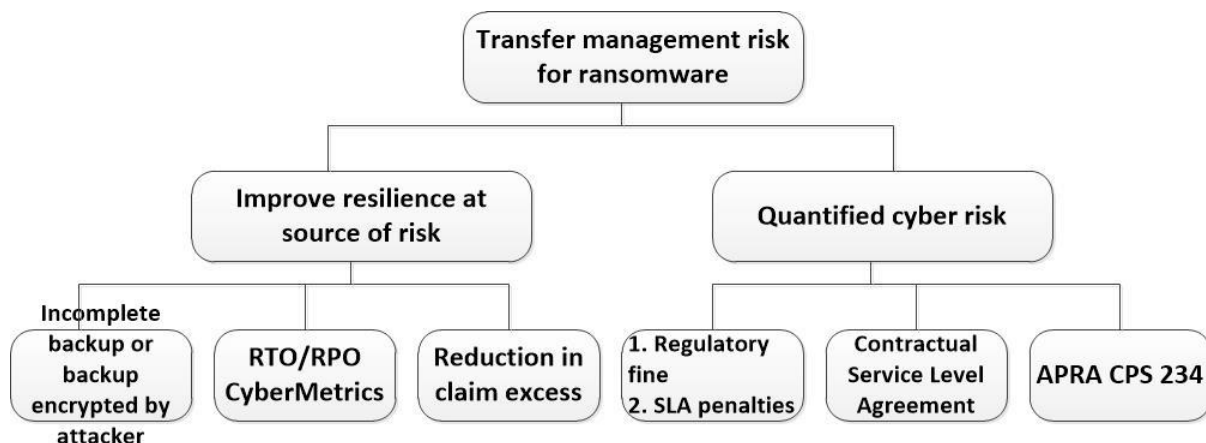 Transfer management risk
for ransomware
Improve resilience at
source of risk
Quantified cyber risk
Incomplete
backup or
backup
encrypted by
attacker
RTO/RPO
CyberMetrics
Reduction in
claim excess
1. Regulatory
fine
2. SLA penalties
Contractual
Service Level
Agreement
APRA CPS 234